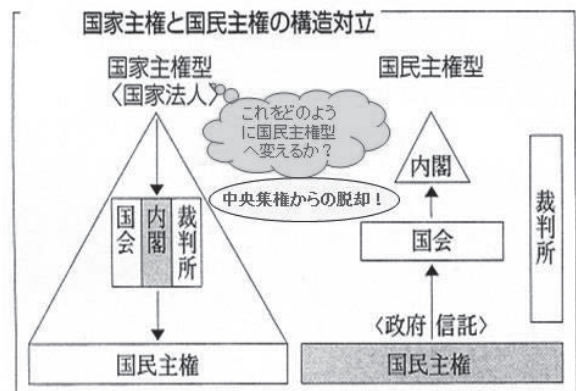 国家主権と国民主権の構造対立
国家主権型
〈国家法人〉
国会
内閣
裁判所
国民主権
これをどのよう
に国民主権型
へ変えるか？
中央集権からの脱却！
国民主権型
内閣
国会
〈政府 信託〉
国民主権
裁判所